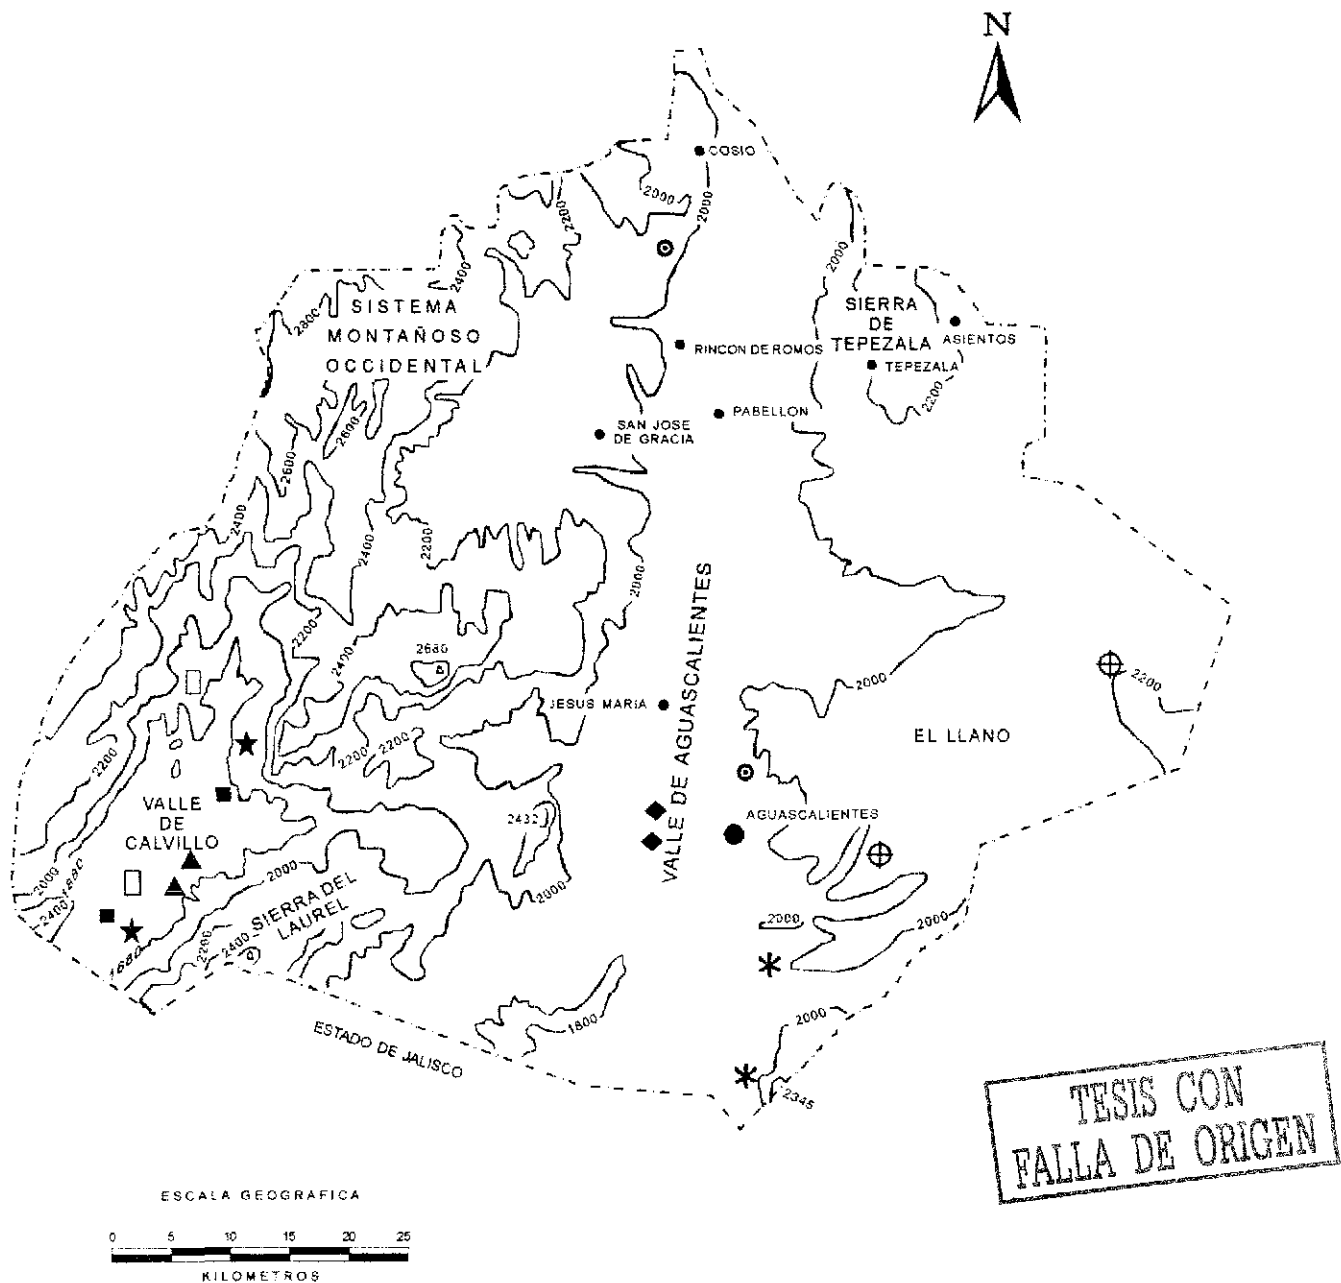 N
COSIO
2000
2000
2200
2400
2000
2800
SISTEMA
MONTAÑOSO
OCCIDENTAL
SIERRA
DE
TEPEZALA
ASIENTOS
RINCON DE ROMOS
TEPEZALA
2200
PABELLON
SAN JOSE
DE GRACIA
2600
2600
2400
2400
2200
2000
2200
2400
2680
2000
2200
JESUS MARIA
VALLE DE AGUASCALIENTES
EL LLANO
2200
2200
2200
VALLE
DE
CALVILLO
2432
AGUASCALIENTES
2000
2000
2400
2000
2000
SIERRA DEL
LAUREL
2200
2400
1680
2000
2000
1800
2000
2345
ESTADO DE JALISCO
TESIS CON
FALLA DE ORIGEN
ESCALA GEOGRAFICA
0 5 10 15 20 25
KILOMETROS